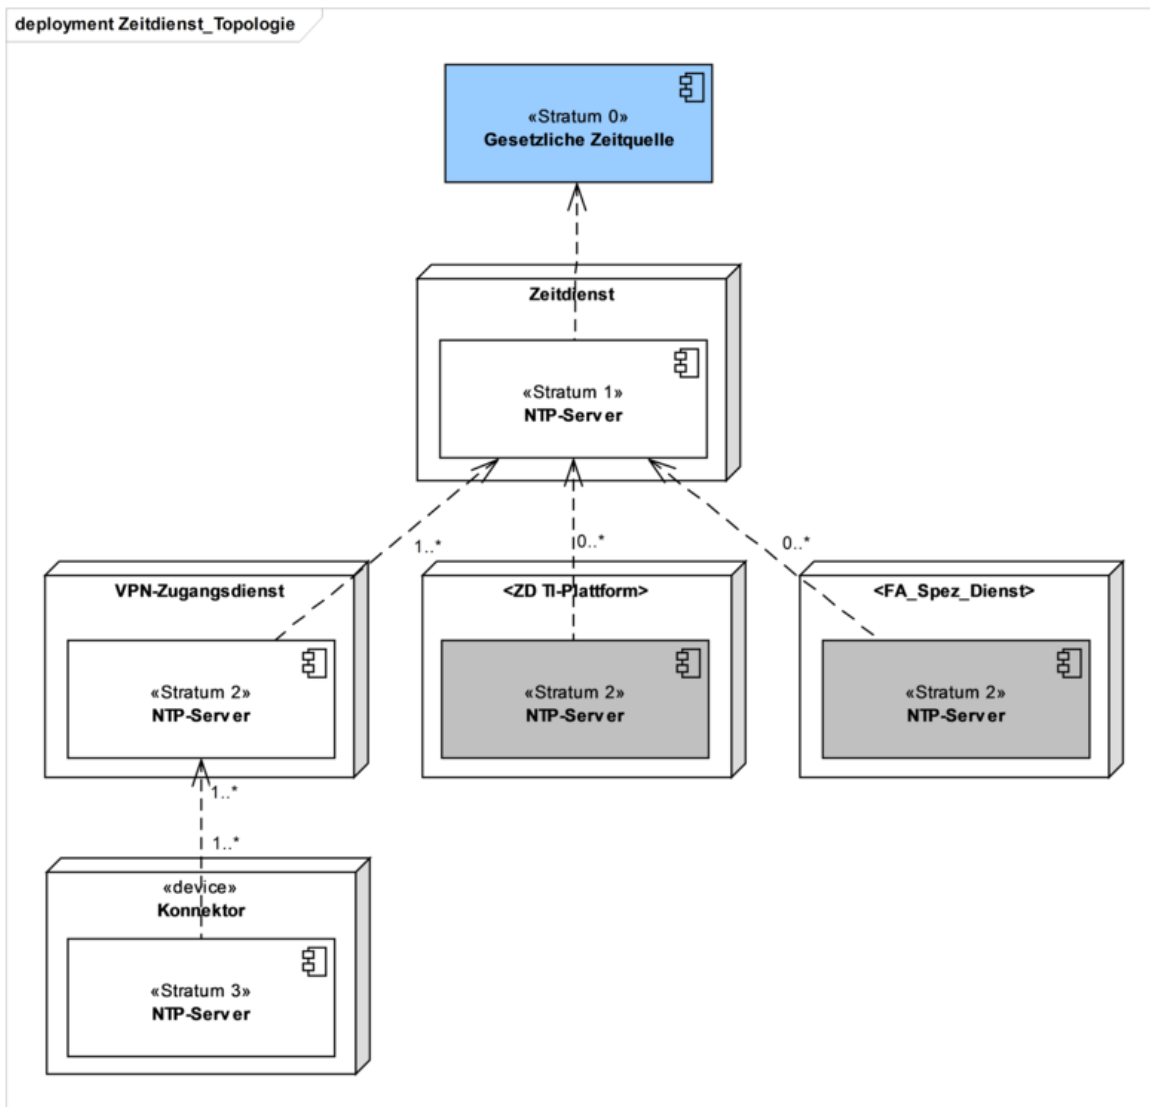 deployment Zeitdienst_Topologie
«Stratum 0»
Gesetzliche Zeitquelle
Zeitdienst
«Stratum 1»
NTP-Server
1..*
0..*
0..*
VPN-Zugangsdienst
<ZD TI-Plattform>
<FA_Spez_Dienst>
«Stratum 2»
NTP-Server
«Stratum 2»
NTP-Server
«Stratum 2»
NTP-Server
1..*
1..*
«device»
Konnektor
«Stratum 3»
NTP-Server